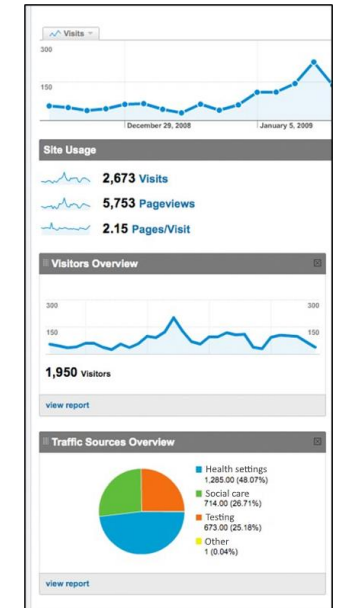 Visits
300
150
December 29, 2008
January 5, 2009
Site Usage
2,673 Visits
5,753 Pageviews
2.15 Pages/Visit
Visitors Overview
300 300
150 150
1,950 Visitors
view report
Traffic Sources Overview
Health settings
1,285.00 (48.07%)
Social care
714.00 (26.71%)
Testing
673.00 (25.18%)
Other
1 (0.04%)
view report